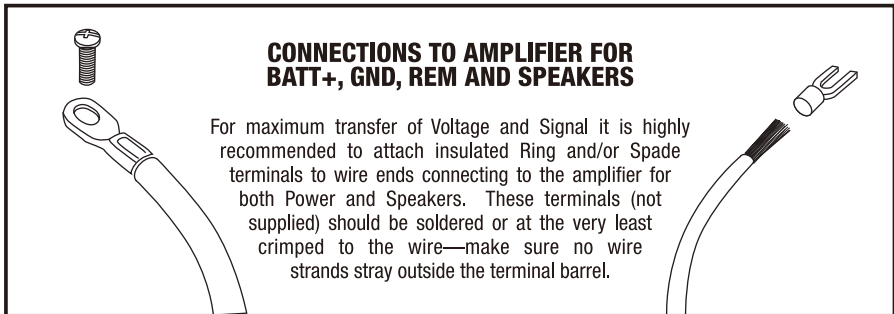 CONNECTIONS TO AMPLIFIER FOR
BATT+, GND, REM AND SPEAKERS
For maximum transfer of Voltage and Signal it is highly
recommended to attach insulated Ring and/or Spade
terminals to wire ends connecting to the amplifier for
both Power and Speakers. These terminals (not
supplied) should be soldered or at the very least
crimped to the wire—make sure no wire
strands stray outside the terminal barrel.